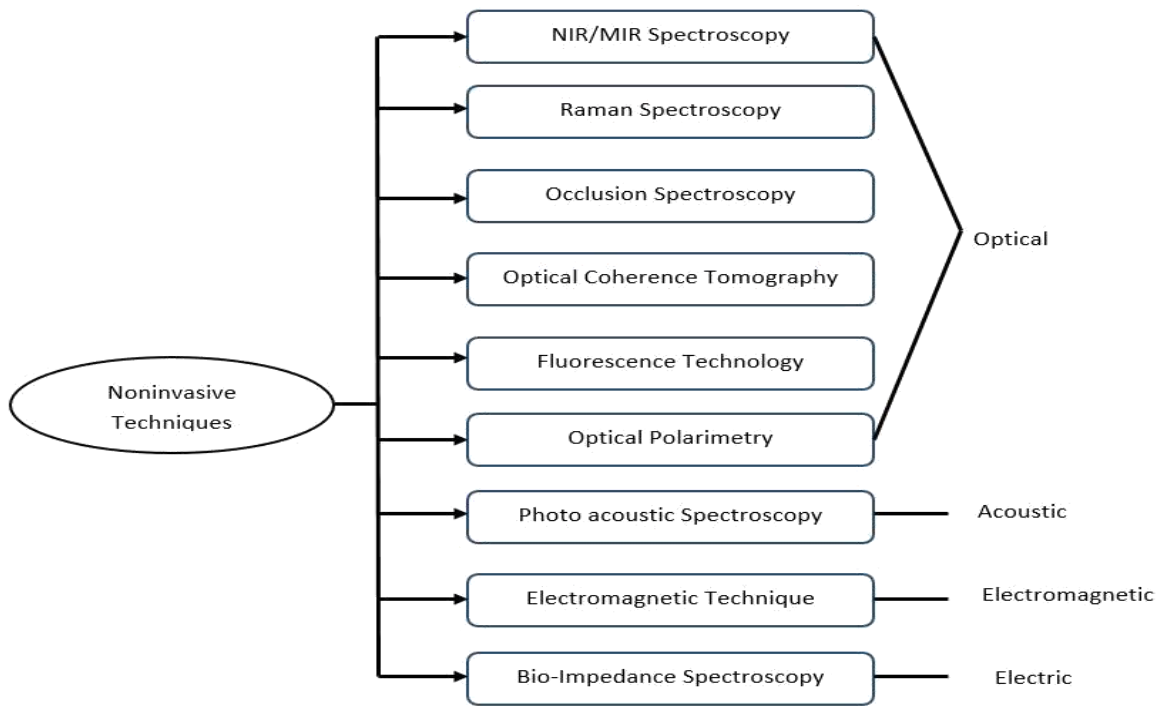 NIR/MIR Spectroscopy
Raman Spectroscopy
Occlusion Spectroscopy
Optical
Optical Coherence Tomography
Fluorescence Technology
Noninvasive
Techniques
Optical Polarimetry
Photo acoustic Spectroscopy
Acoustic
Electromagnetic Technique
Electromagnetic
Bio-Impedance Spectroscopy
Electric